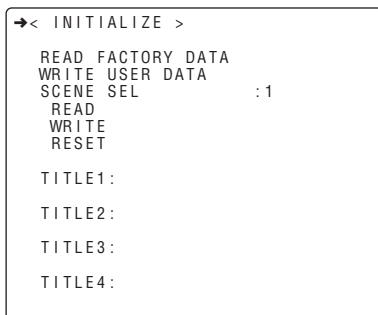 ➔< INITIALIZE >
READ FACTORY DATA
WRITE USER DATA
SCENE SEL :1
READ
WRITE
RESET
TITLE1:
TITLE2:
TITLE3:
TITLE4: